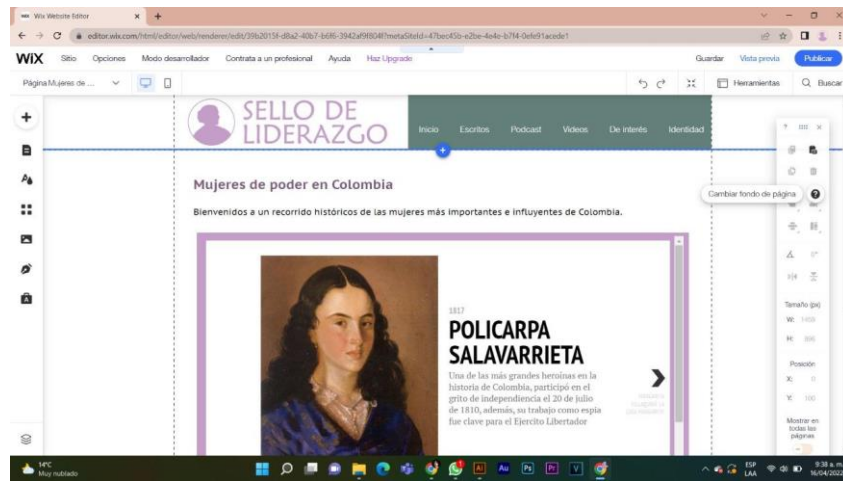 Wix Website Editor
editor.wix.com/html/editor/web/renderer/edit/39b2015f-d8a2-40b7-b6f6-3942af9f804f?metaSiteId=47bec45b-e2be-4e4e-b7f4-0efe91acede1
WiX Sitio Opciones Modo desarrollador Contrata a un profesional Ayuda Haz Upgrade Guardar Vista previa Publicar
Página Mujeres de ... Herramientas Buscar
SELLO DE
LIDERAZGO
Inicio Escritos Podcast Videos De interés Identidad
Mujeres de poder en Colombia
Cambiar fondo de página
Bienvenidos a un recorrido históricos de las mujeres más importantes e influyentes de Colombia.
1817
POLICARPA
SALAVARRIETA
Una de las más grandes heroínas en la
historia de Colombia, participó en el
grito de independiencia el 20 de julio
de 1810, además, su trabajo como espía
fue clave para el Ejercito Libertador
Tamaño (px)
W:
H:
Posición
X: 0
Y: 100
Mostrar en
todas las
páginas
14°C
Muy nublado
ESP
LAA
9:38 a. m.
16/04/2022